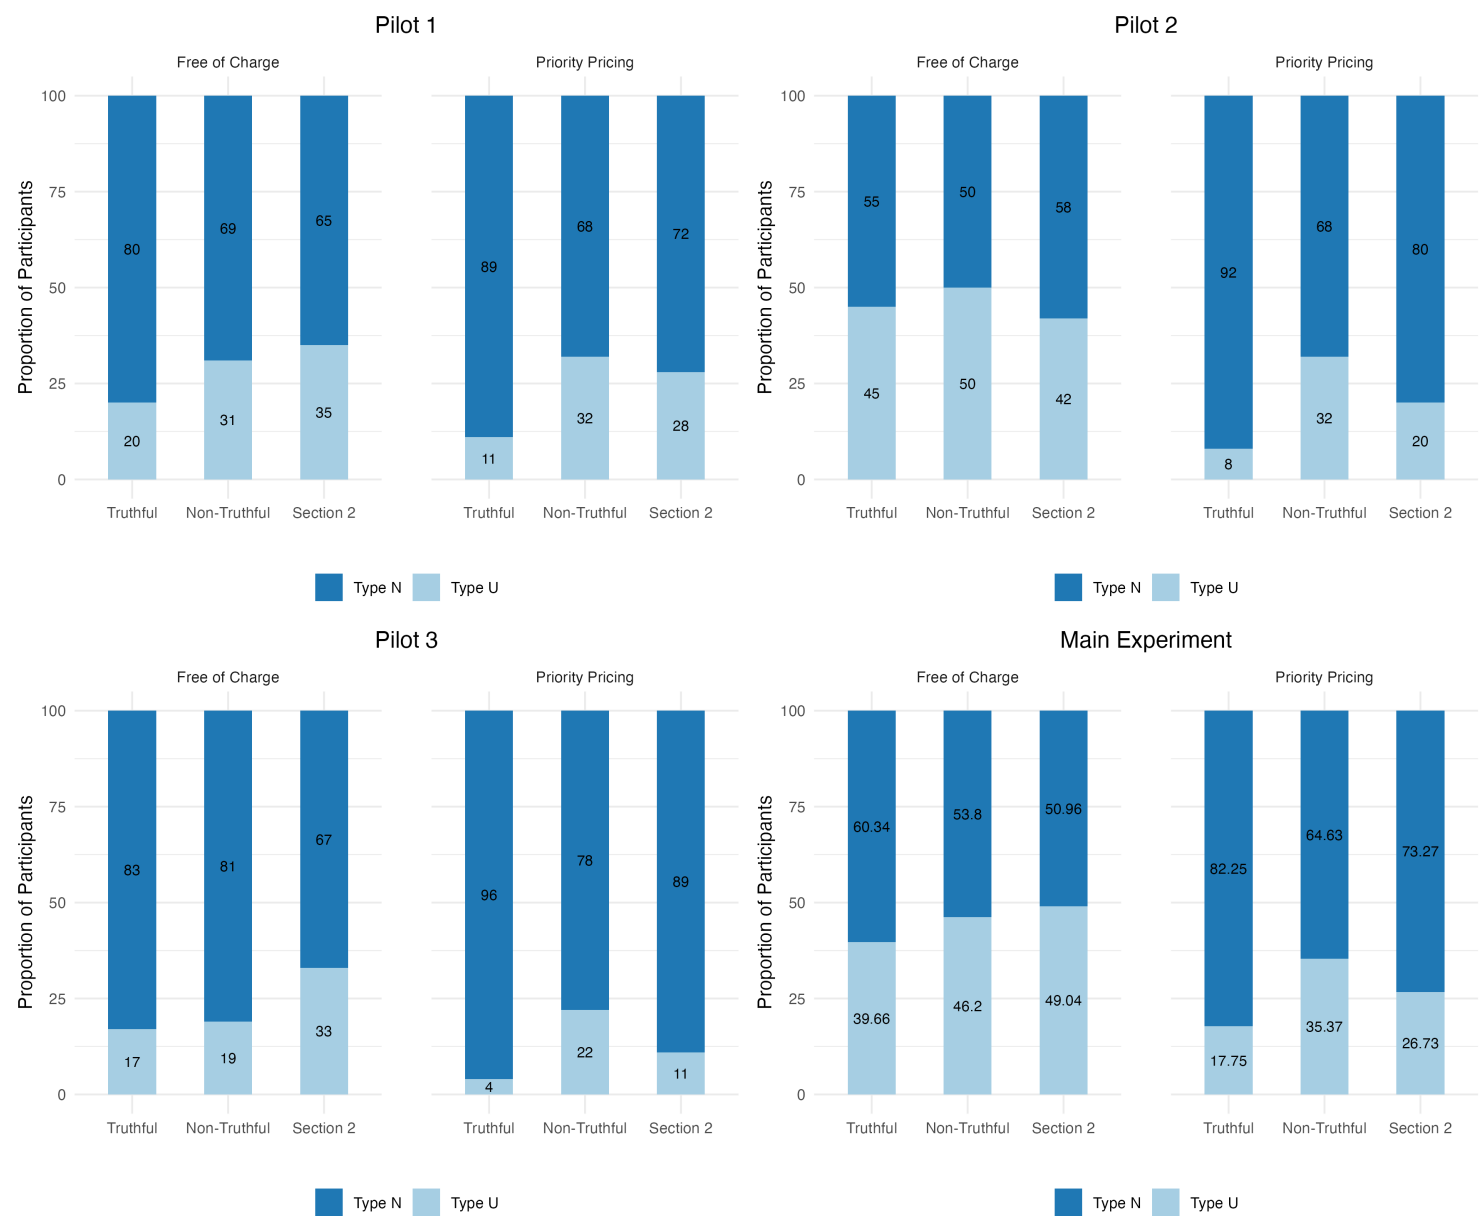 Pilot 1
Free of Charge Priority Pricing
Proportion of Participants
100
75
50
25
0
80 69 65 89 68 72
20 31 35 11 32 28
Truthful Non-Truthful Section 2 Truthful Non-Truthful Section 2
Type N Type U
Pilot 2
Free of Charge Priority Pricing
Proportion of Participants
100
75
50
25
0
55 50 58 92 68 80
45 50 42 8 32 20
Truthful Non-Truthful Section 2 Truthful Non-Truthful Section 2
Type N Type U
Pilot 3
Free of Charge Priority Pricing
Proportion of Participants
100
75
50
25
0
83 81 67 96 78 89
17 19 33 4 22 11
Truthful Non-Truthful Section 2 Truthful Non-Truthful Section 2
Type N Type U
Main Experiment
Free of Charge Priority Pricing
Proportion of Participants
100
75
50
25
0
60.34 53.8 50.96 82.25 64.63 73.27
39.66 46.2 49.04 17.75 35.37 26.73
Truthful Non-Truthful Section 2 Truthful Non-Truthful Section 2
Type N Type U